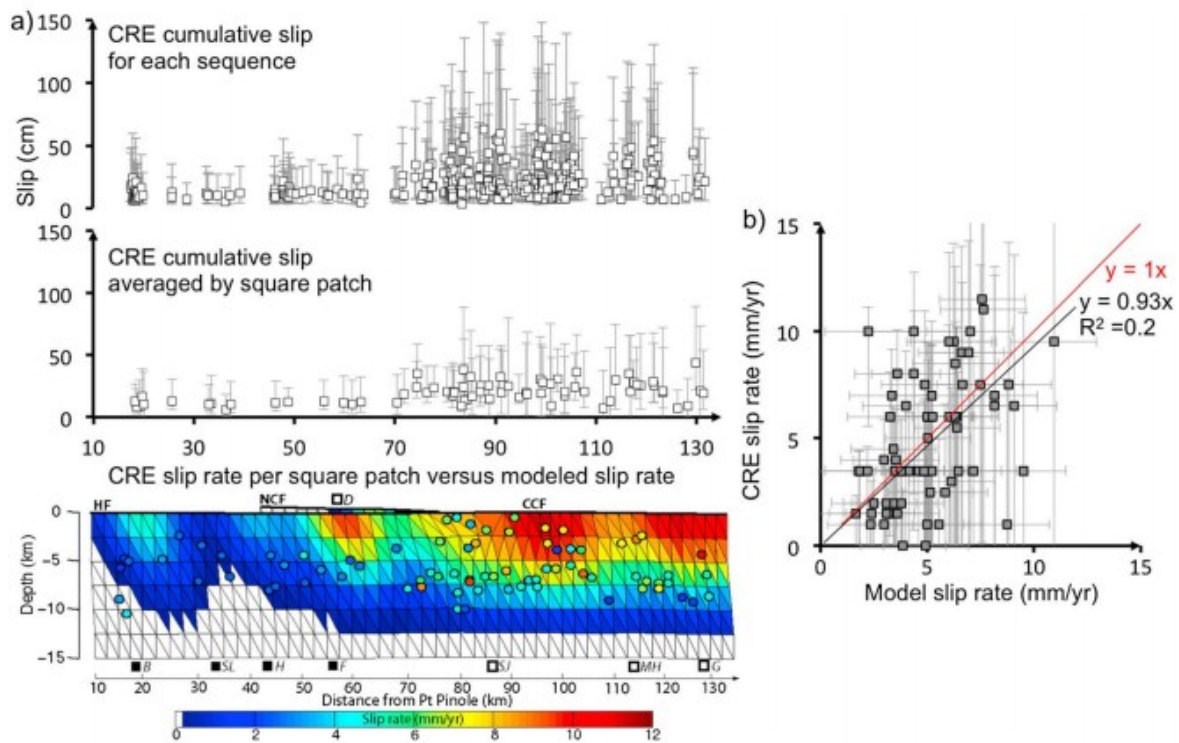 a)
150
CRE cumulative slip
for each sequence
100
50
0
Slip (cm)
150
CRE cumulative slip
averaged by square patch
100
50
0
10 30 50 70 90 110 130
CRE slip rate per square patch versus modeled slip rate
HF NCF D CCF
0
-5
-10
-15
Depth (km)
B SL H F SJ MH G
10 20 30 40 50 60 70 80 90 100 110 120 130
Distance from Pt Pinole (km)
Slip rate (mm/yr)
0 2 4 6 8 10 12
b)
15
10
5
0
CRE slip rate (mm/yr)
y = 1x
y = 0.93x
R² =0.2
0 5 10 15
Model slip rate (mm/yr)